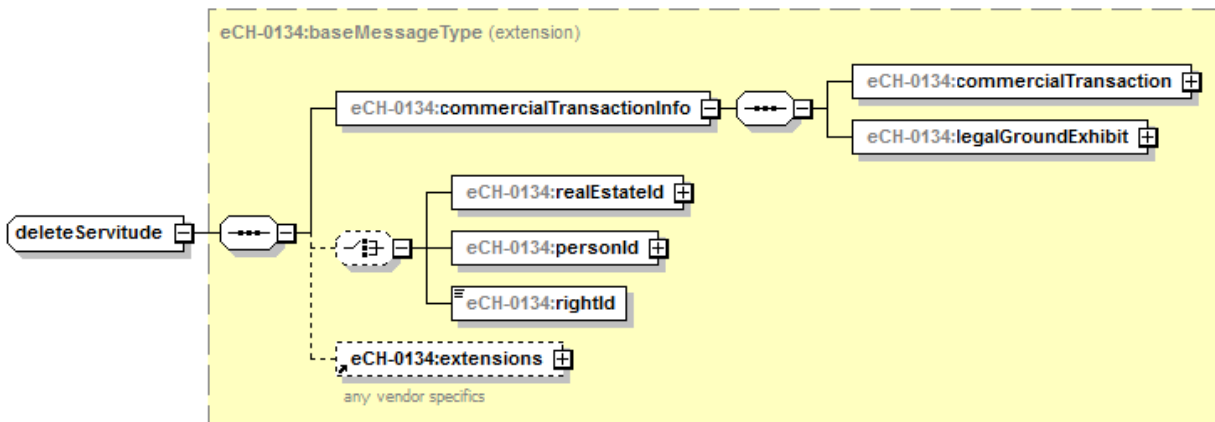 eCH-0134:baseMessageType (extension)
eCH-0134:commercialTransaction
eCH-0134:commercialTransactionInfo
eCH-0134:legalGroundExhibit
eCH-0134:realEstateId
deleteServitude
eCH-0134:personId
eCH-0134:rightId
eCH-0134:extensions
any vendor specifics